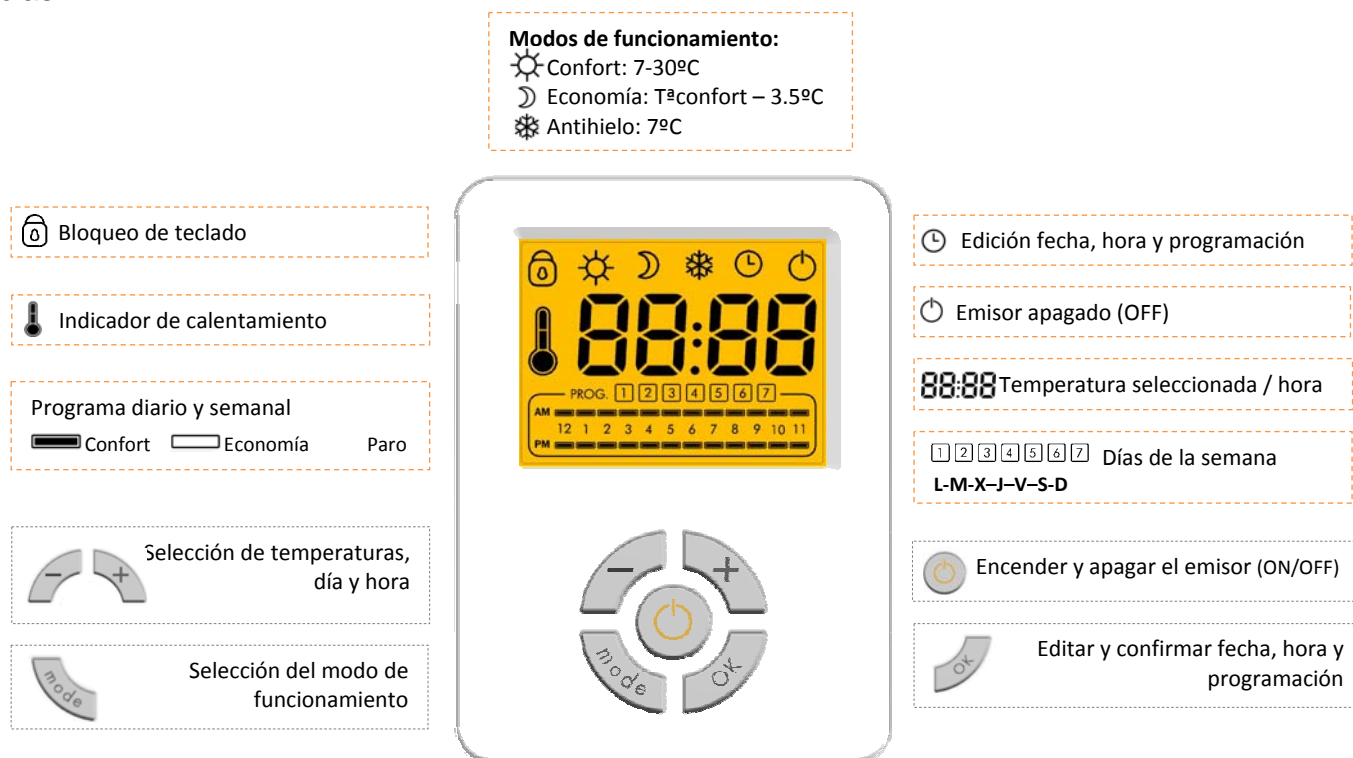 Modos de funcionamiento:
Confort: 7-30ºC
Economía: Tªconfort – 3.5ºC
Antihielo: 7ºC
Bloqueo de teclado
Indicador de calentamiento
Programa diario y semanal
Confort Economía Paro
- +
Selección de temperaturas,
día y hora
mode
Selección del modo de
funcionamiento
88:88
PROG. 1 2 3 4 5 6 7
AM
12 1 2 3 4 5 6 7 8 9 10 11
PM
- +
mode OK
Edición fecha, hora y programación
Emisor apagado (OFF)
88:88 Temperatura seleccionada / hora
1 2 3 4 5 6 7 Días de la semana
L-M-X–J–V–S-D
Encender y apagar el emisor (ON/OFF)
OK
Editar y confirmar fecha, hora y
programación